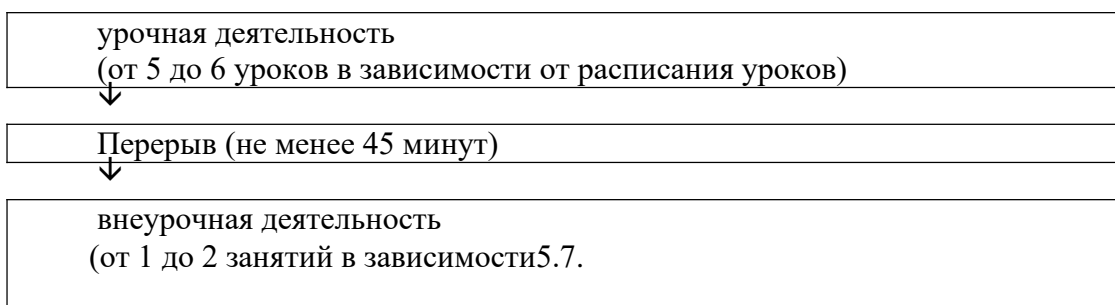 урочная деятельность
(от 5 до 6 уроков в зависимости от расписания уроков)
↓
Перерыв (не менее 45 минут)
↓
внеурочная деятельность
(от 1 до 2 занятий в зависимости5.7.